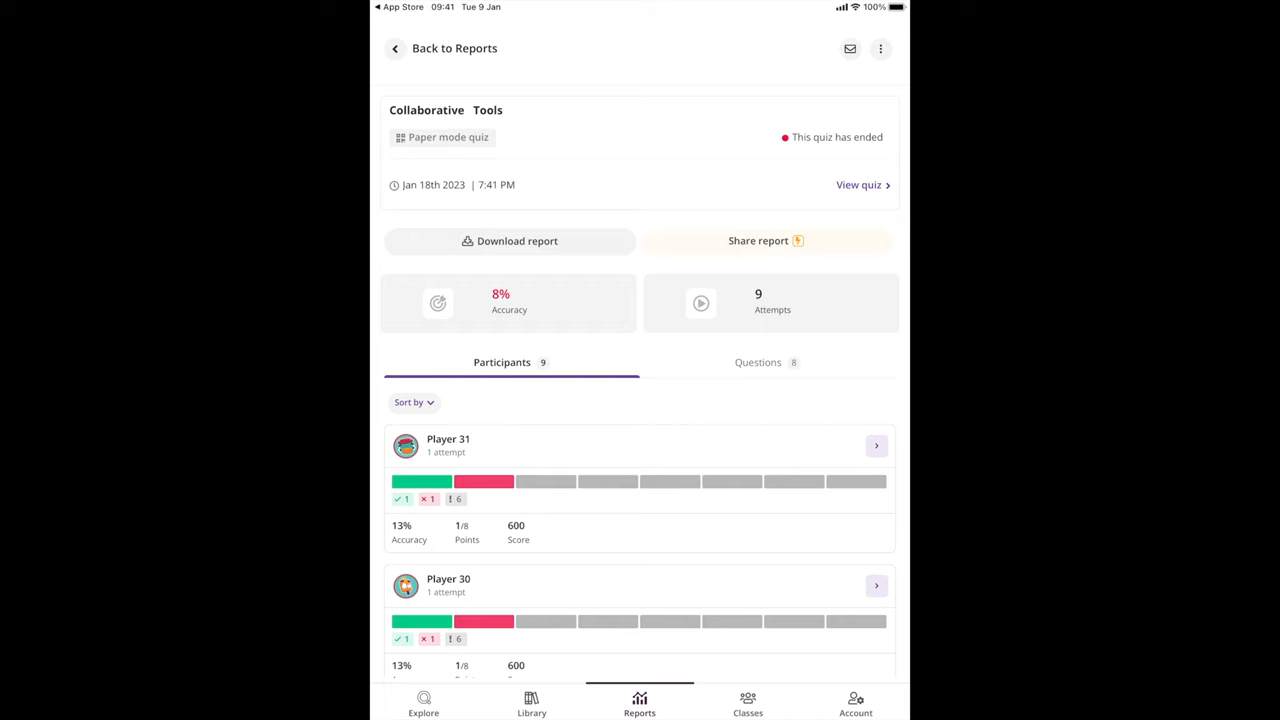 App Store 09:41 Tue 9 Jan 100%
Back to Reports
Collaborative Tools
Paper mode quiz This quiz has ended
Jan 18th 2023 | 7:41 PM View quiz
Download report Share report
8% 9
Accuracy Attempts
Participants 9 Questions 8
Sort by
Player 31
1 attempt
1 1 6
13% 1/8 600
Accuracy Points Score
Player 30
1 attempt
1 1 6
13% 1/8 600
Explore Library Reports Classes Account